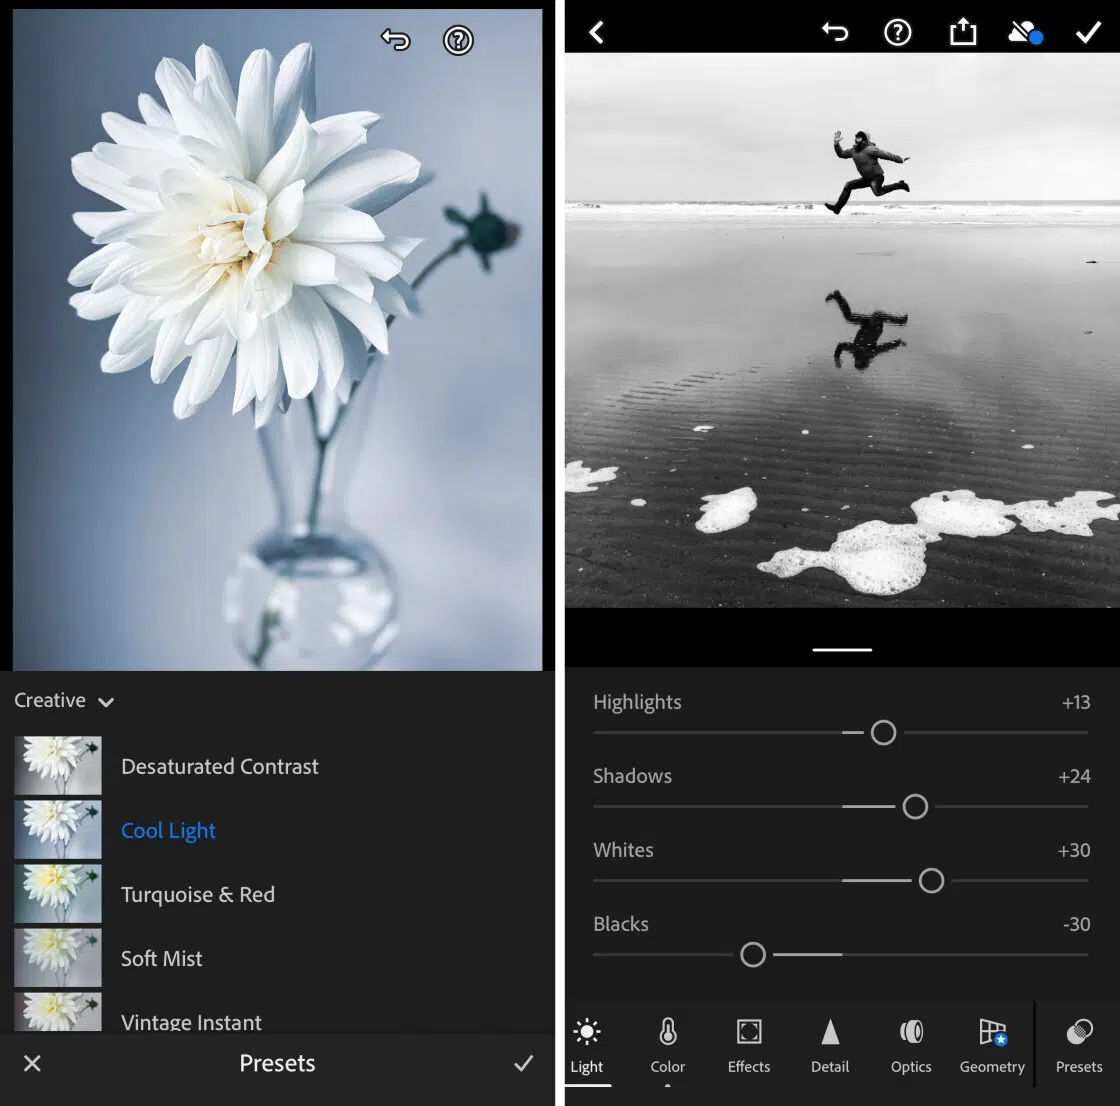 Creative
Desaturated Contrast
Cool Light
Turquoise & Red
Soft Mist
Vintage Instant
Presets
Highlights +13
Shadows +24
Whites +30
Blacks -30
Light Color Effects Detail Optics Geometry Presets